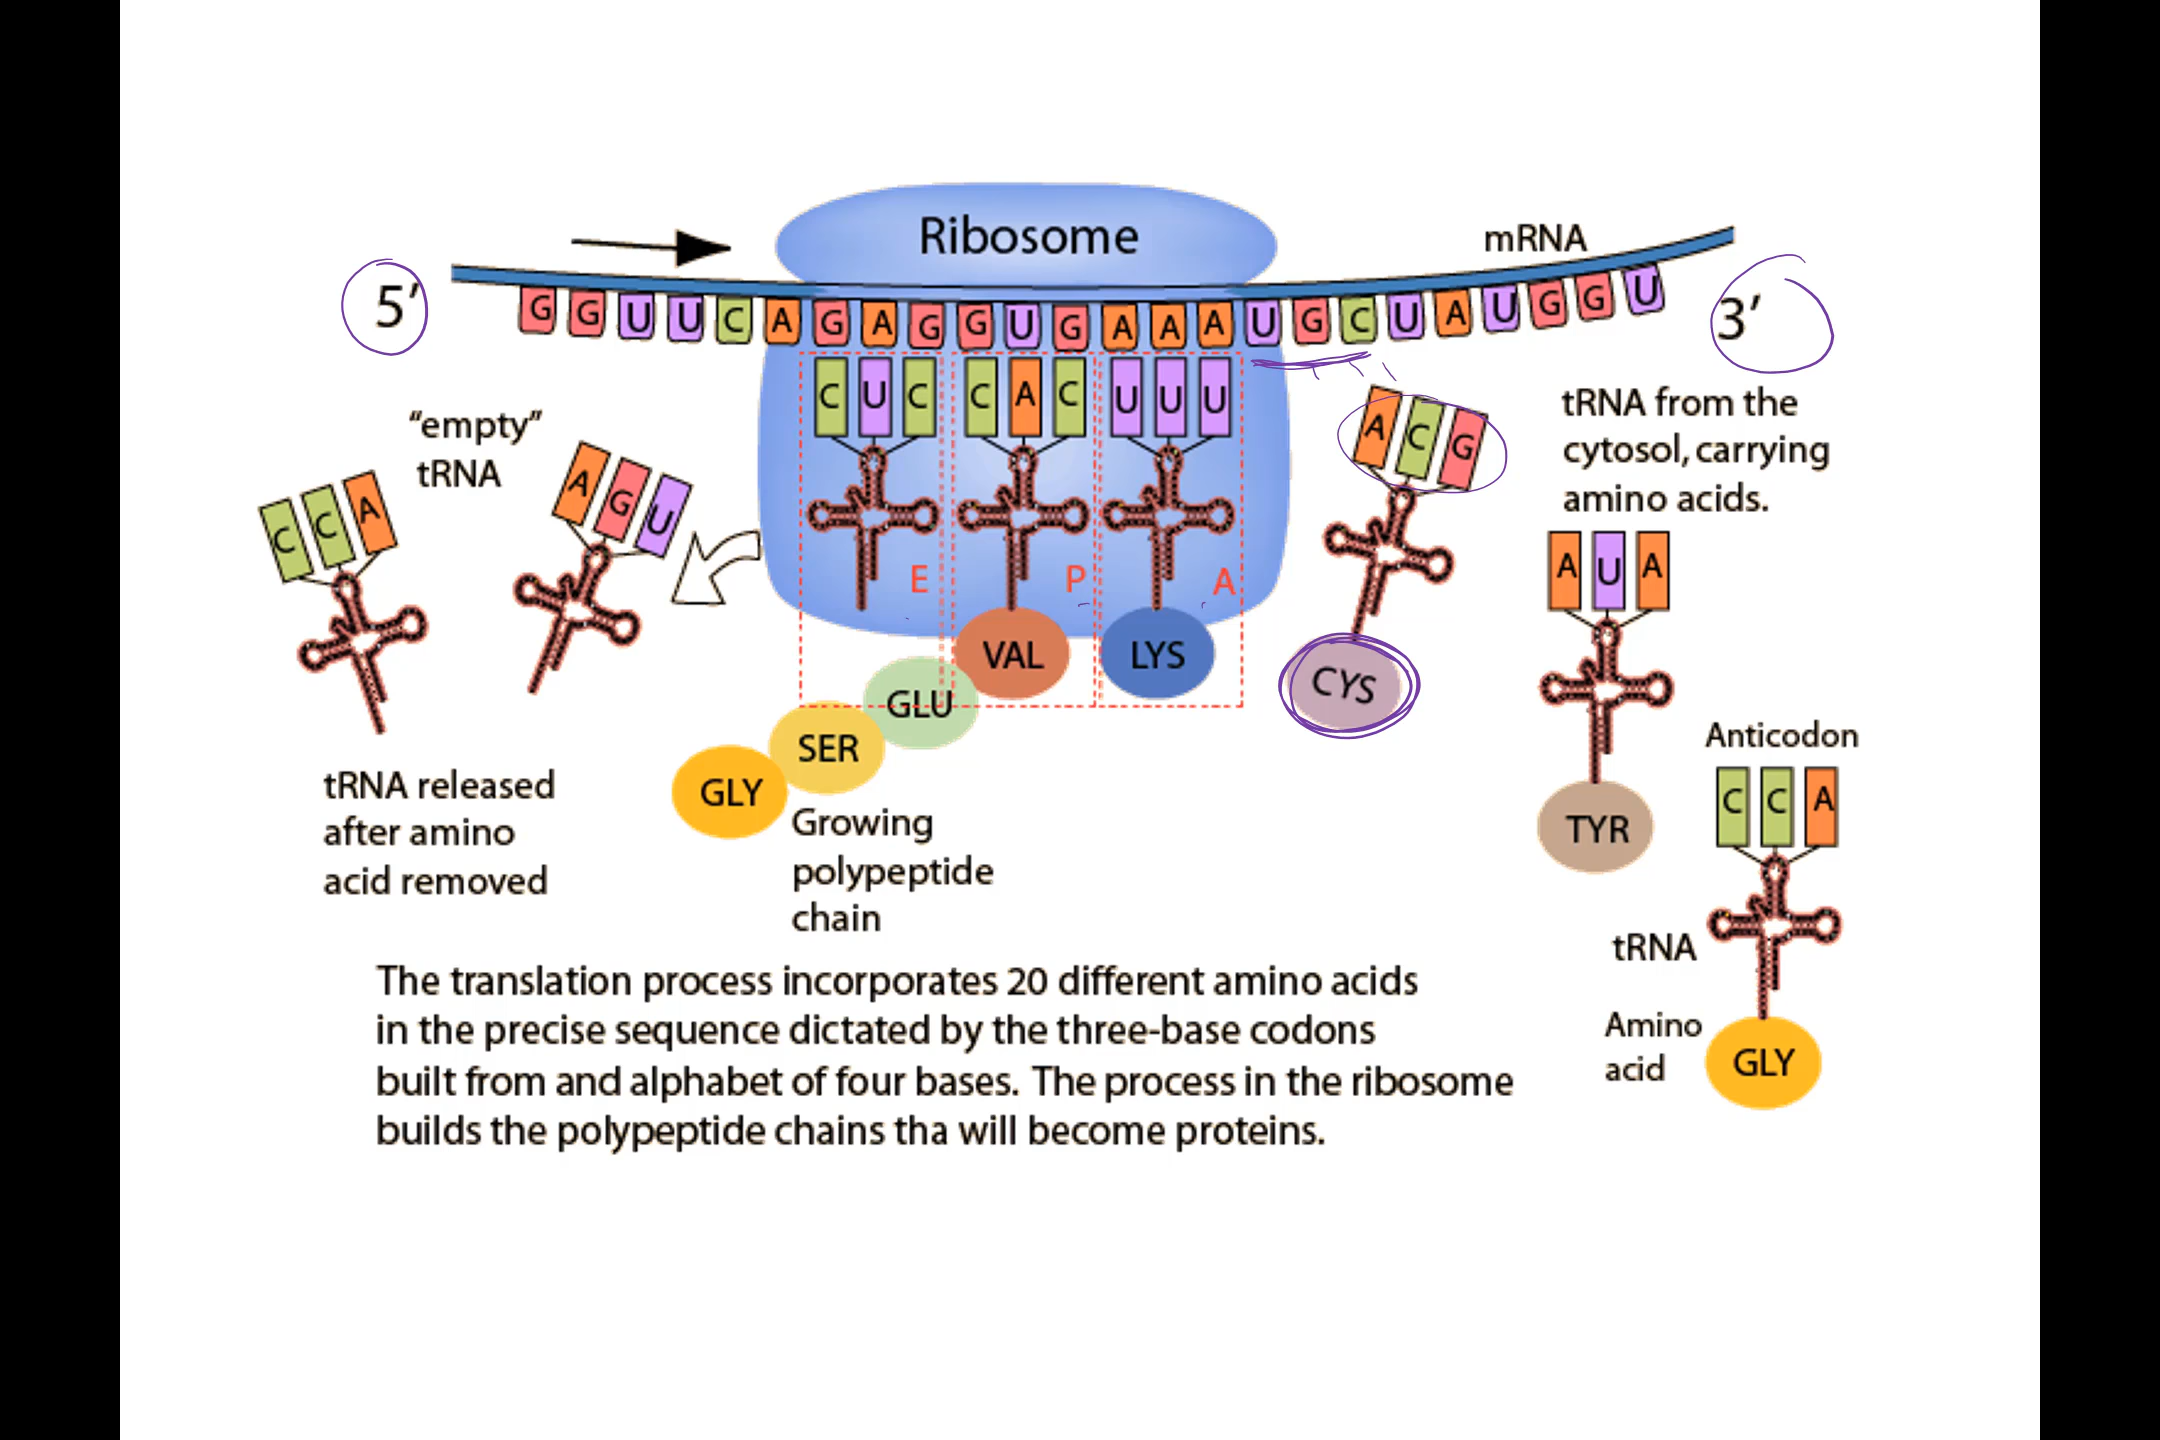 Ribosome
mRNA
5’
G G U U C A G A G G U G A A A U G C U A U G G U
3’
C U C C A C U U U
A C G
“empty”
tRNA
C C A
A G U
tRNA from the
cytosol, carrying
amino acids.
A U A
E P A
VAL LYS
CYS
GLU
SER
GLY
TYR
Anticodon
C C A
tRNA released
after amino
acid removed
Growing
polypeptide
chain
tRNA
Amino
acid
GLY
The translation process incorporates 20 different amino acids
in the precise sequence dictated by the three-base codons
built from and alphabet of four bases. The process in the ribosome
builds the polypeptide chains tha will become proteins.